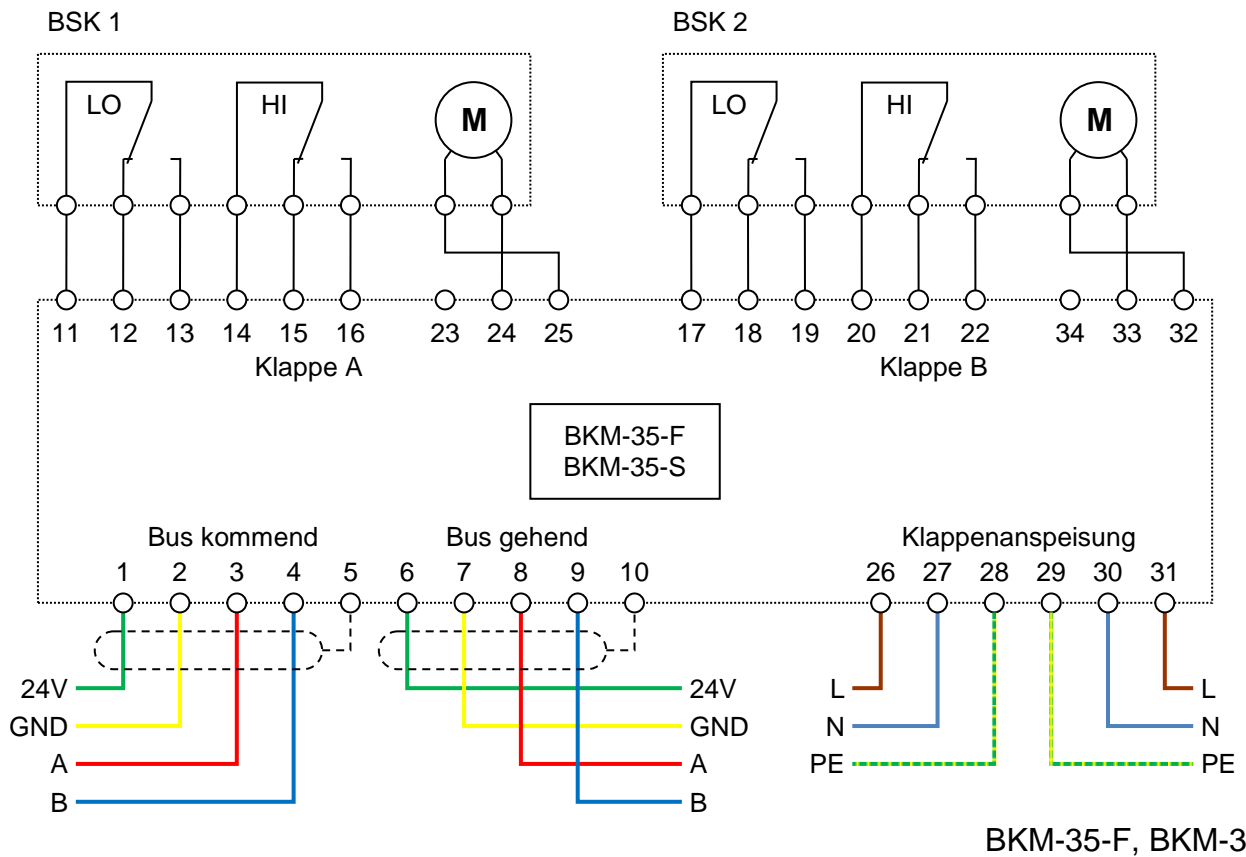 BSK 1 BSK 2
LO HI M LO HI M
11 12 13 14 15 16 23 24 25 17 18 19 20 21 22 34 33 32
Klappe A Klappe B
BKM-35-F
BKM-35-S
Bus kommend Bus gehend Klappenanspeisung
1 2 3 4 5 6 7 8 9 10 26 27 28 29 30 31
24V 24V L L
GND GND N N
A A PE PE
B B
BKM-35-F, BKM-3